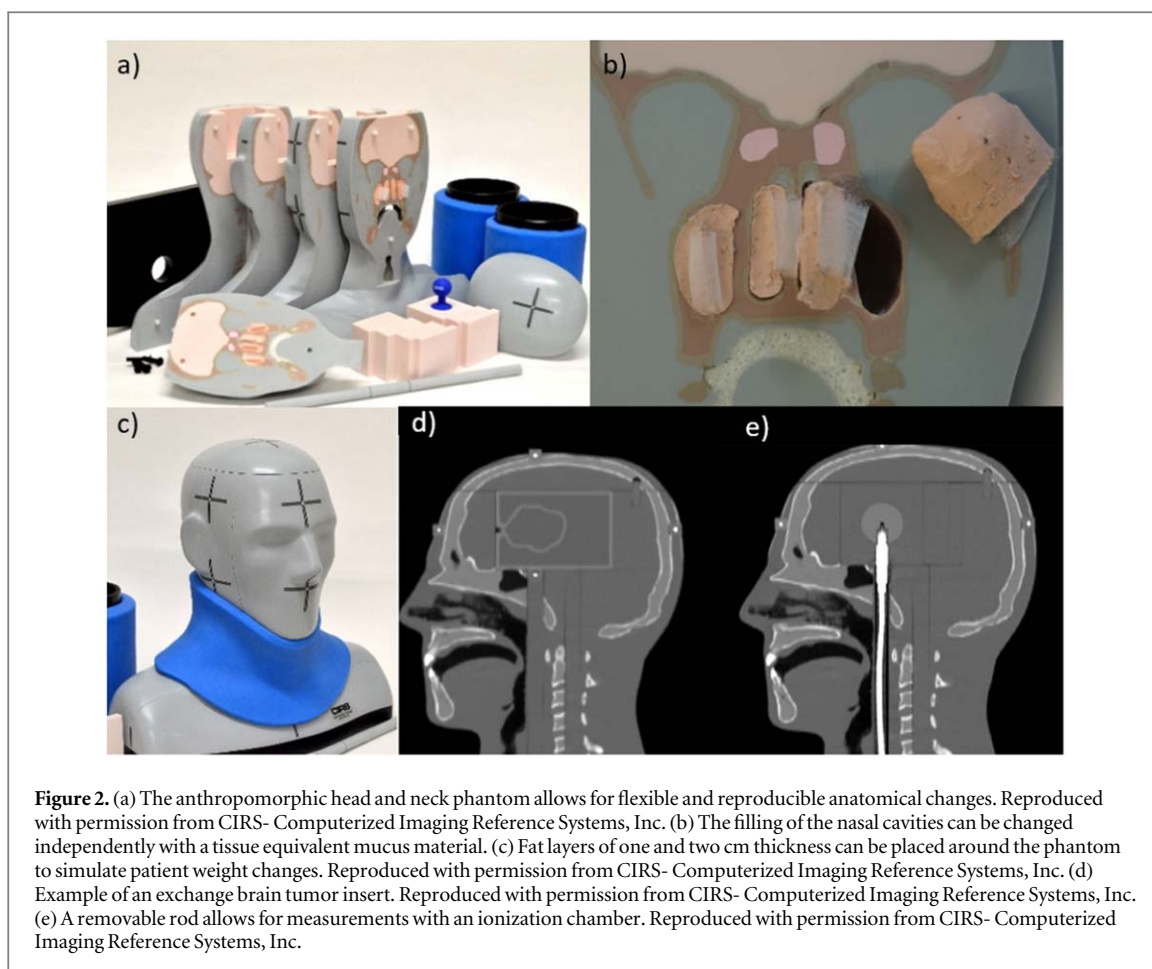 a)
b)
c)
d)
e)
CIRS
Figure 2. (a) The anthropomorphic head and neck phantom allows for flexible and reproducible anatomical changes. Reproduced
with permission from CIRS- Computerized Imaging Reference Systems, Inc. (b) The filling of the nasal cavities can be changed
independently with a tissue equivalent mucus material. (c) Fat layers of one and two cm thickness can be placed around the phantom
to simulate patient weight changes. Reproduced with permission from CIRS- Computerized Imaging Reference Systems, Inc. (d)
Example of an exchange brain tumor insert. Reproduced with permission from CIRS- Computerized Imaging Reference Systems, Inc.
(e) A removable rod allows for measurements with an ionization chamber. Reproduced with permission from CIRS- Computerized
Imaging Reference Systems, Inc.